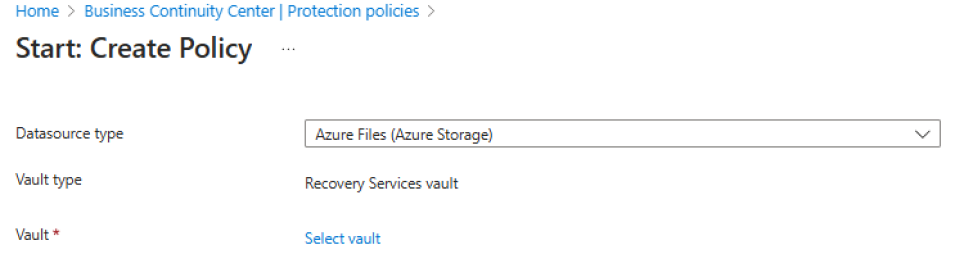 Home > Business Continuity Center | Protection policies >
Start: Create Policy ...
Datasource type Azure Files (Azure Storage)
Vault type Recovery Services vault
Vault * Select vault